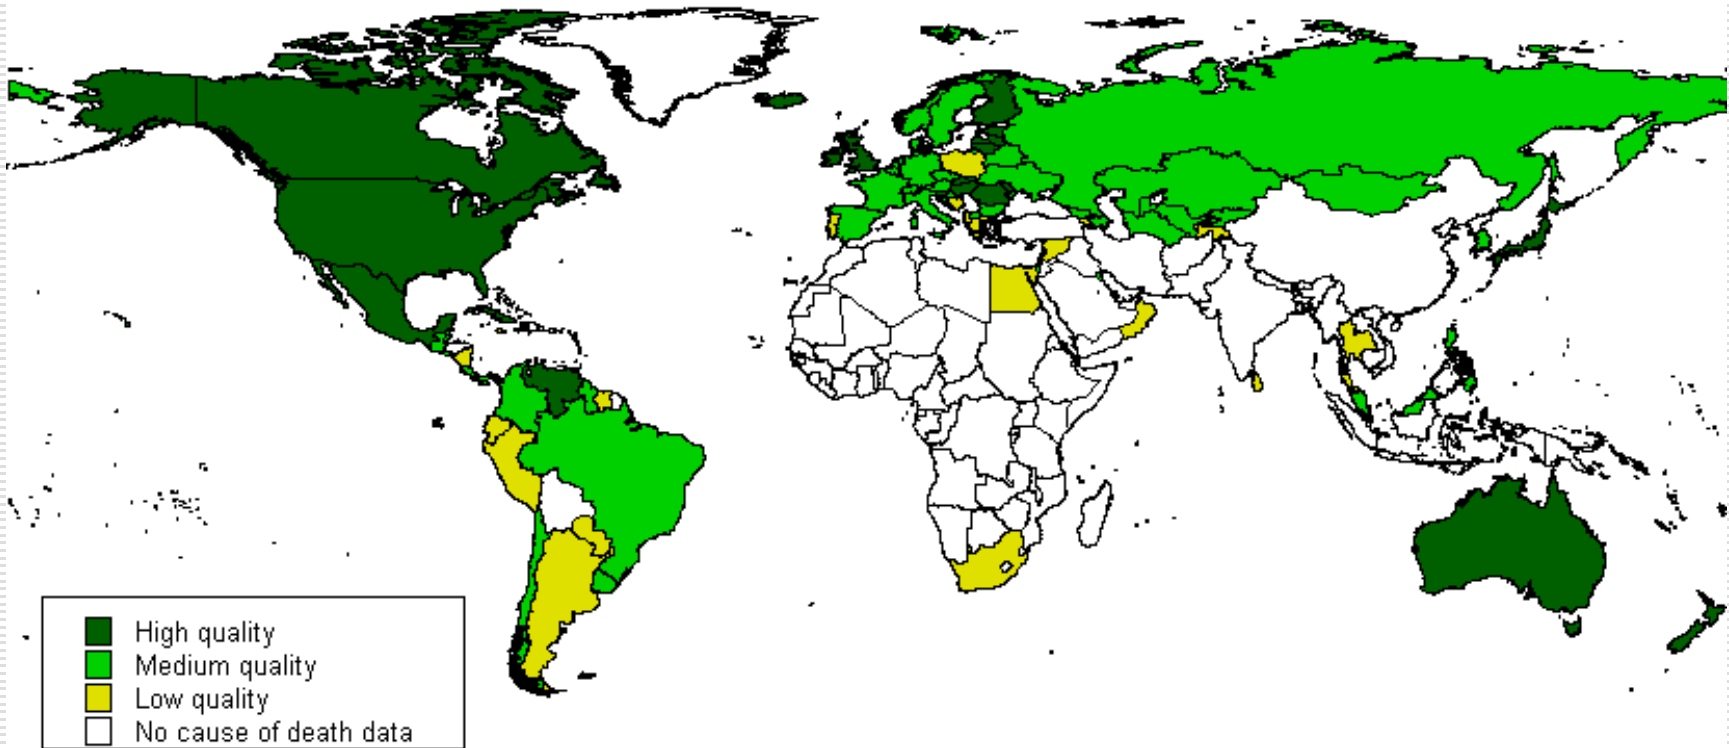 High quality
Medium quality
Low quality
No cause of death data